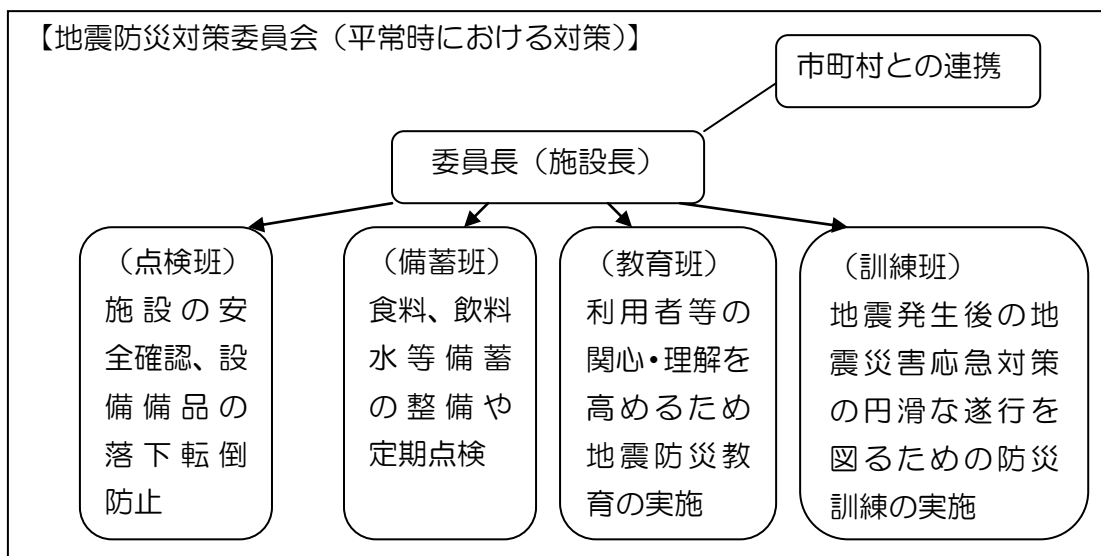 【地震防災対策委員会（平常時における対策）】
市町村との連携
委員長（施設長）
（点検班）
施設の安
全確認、設
備備品の
落下転倒
防止
（備蓄班）
食料、飲料
水等備蓄
の整備や
定期点検
（教育班）
利用者等の
関心・理解を
高めるため
地震防災教
育の実施
（訓練班）
地震発生後の地
震災害応急対策
の円滑な遂行を
図るための防災
訓練の実施